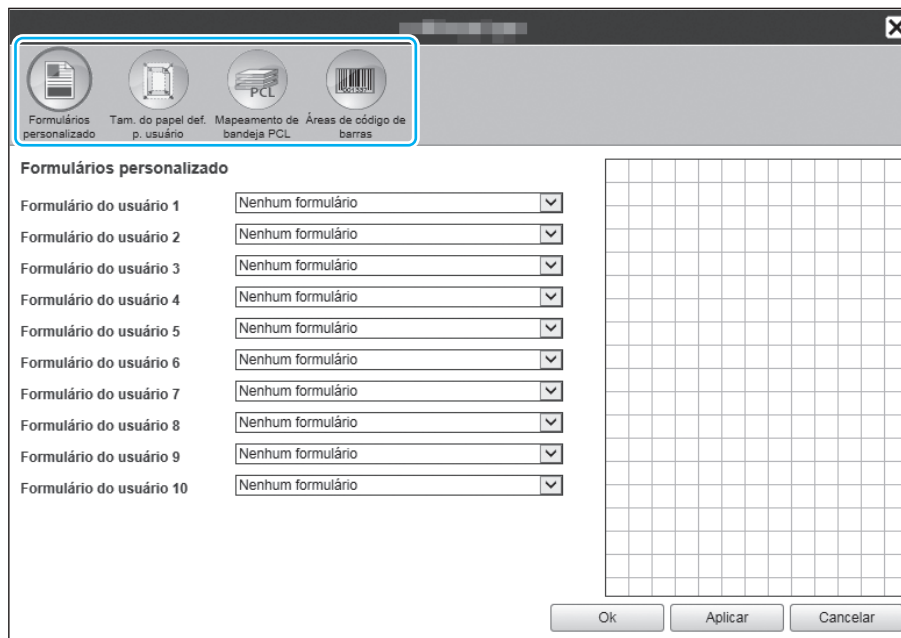 Formulários
personalizado
Tam. do papel def.
p. usuário
PCL
Mapeamento de
bandeja PCL
Áreas de código de
barras
Formulários personalizado
Formulário do usuário 1 Nenhum formulário
Formulário do usuário 2 Nenhum formulário
Formulário do usuário 3 Nenhum formulário
Formulário do usuário 4 Nenhum formulário
Formulário do usuário 5 Nenhum formulário
Formulário do usuário 6 Nenhum formulário
Formulário do usuário 7 Nenhum formulário
Formulário do usuário 8 Nenhum formulário
Formulário do usuário 9 Nenhum formulário
Formulário do usuário 10 Nenhum formulário
Ok Aplicar Cancelar